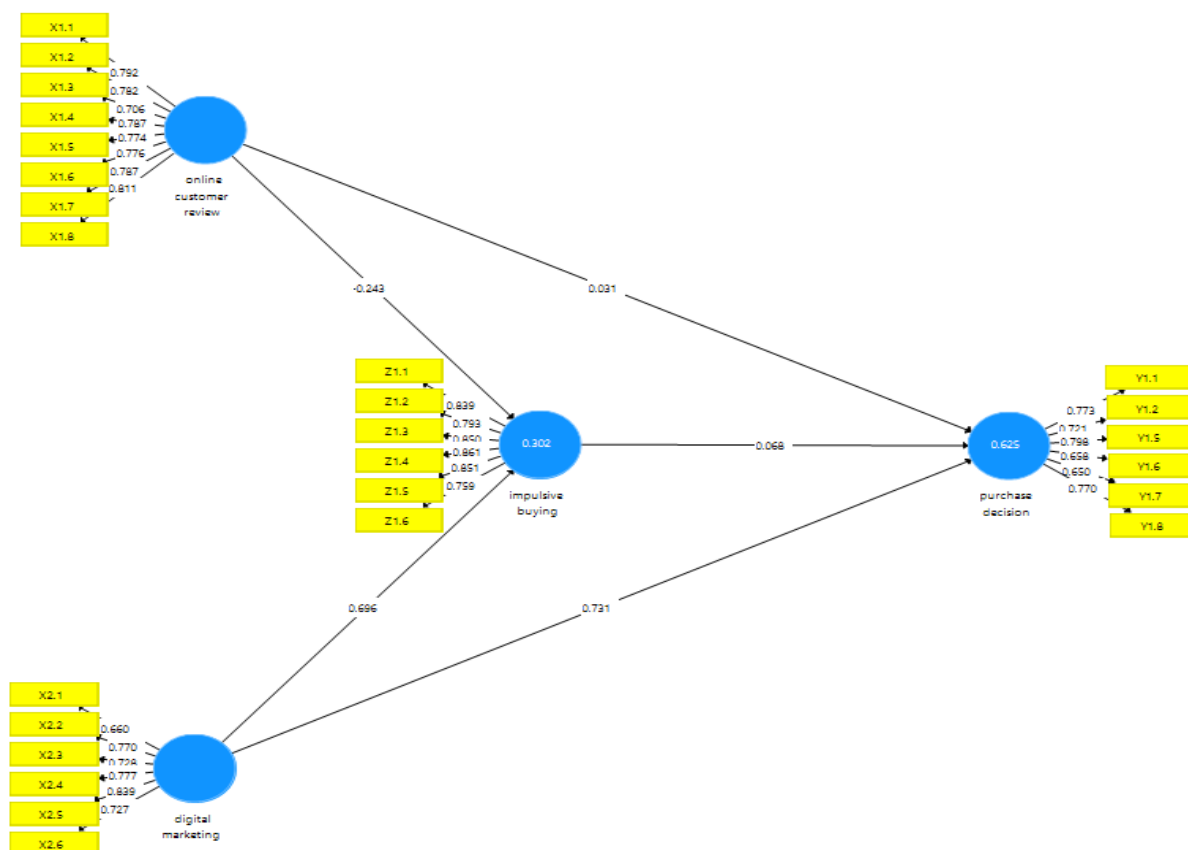 X1.1
X1.2
X1.3
X1.4
X1.5
X1.6
X1.7
X1.8
0.792
0.782
0.706
0.787
0.774
0.776
0.787
0.811
online
customer
review
-0.243
0.031
Z1.1
Z1.2
Z1.3
Z1.4
Z1.5
Z1.6
0.839
0.793
0.850
0.861
0.851
0.759
0.302
impulsive
buying
0.068
0.625
purchase
decision
Y1.1
Y1.2
Y1.5
Y1.6
Y1.7
Y1.8
0.773
0.721
0.798
0.658
0.650
0.770
0.696
0.731
X2.1
X2.2
X2.3
X2.4
X2.5
X2.6
0.660
0.770
0.728
0.777
0.839
0.727
digital
marketing